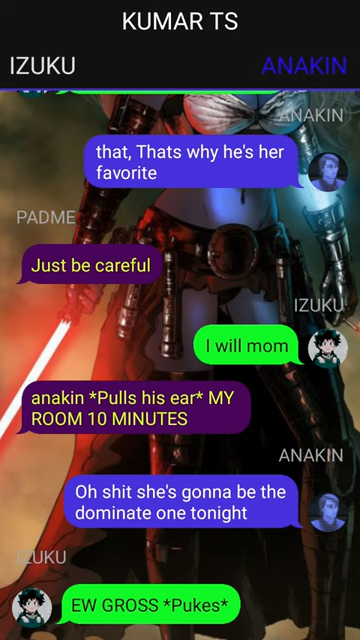 KUMAR TS
IZUKU
ANAKIN
ANAKIN
that, Thats why he's her
favorite
PADME
Just be careful
IZUKU
I will mom
anakin *Pulls his ear* MY
ROOM 10 MINUTES
ANAKIN
Oh shit she's gonna be the
dominate one tonight
IZUKU
EW GROSS *Pukes*